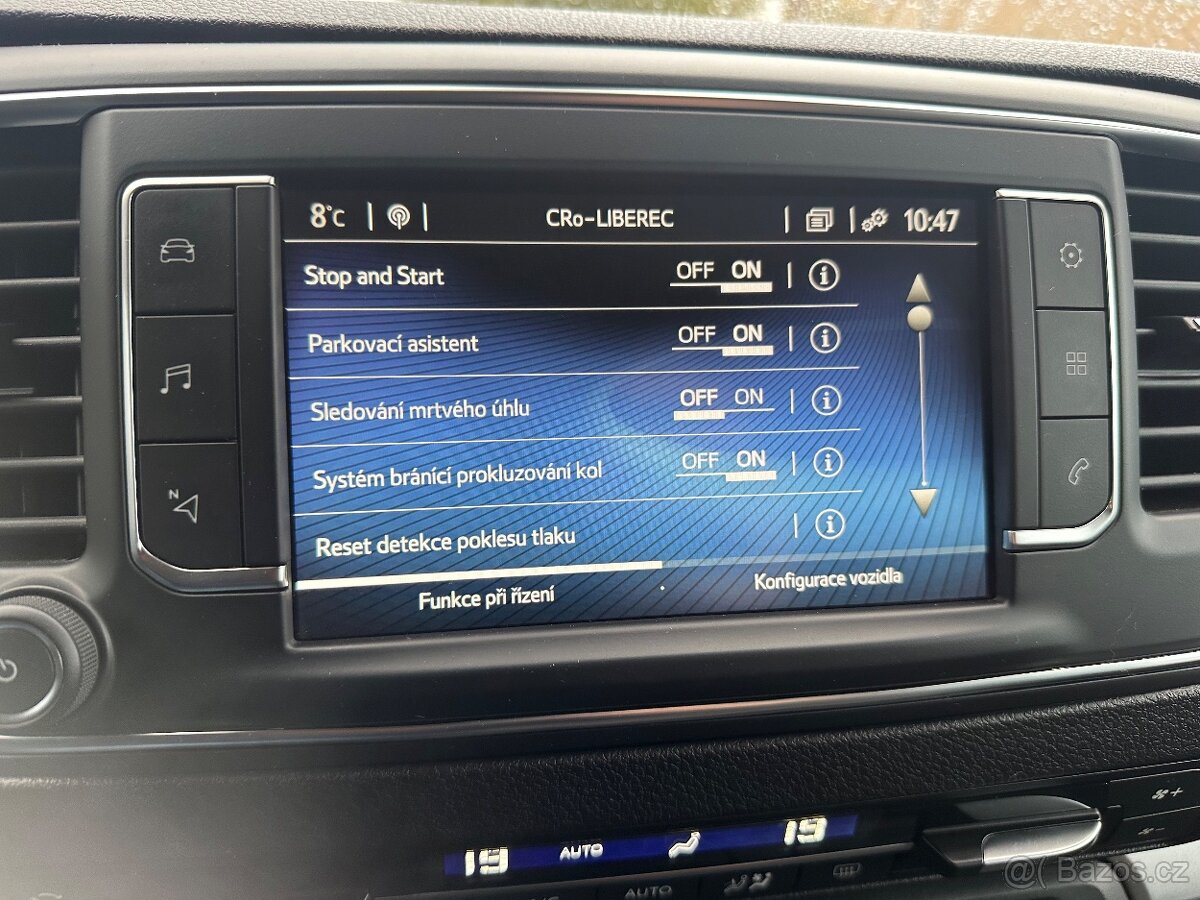 8°C CRo-LIBEREC 10:47
Stop and Start OFF ON
Parkovací asistent OFF ON
Sledování mrtvého úhlu OFF ON
Systém bránící prokluzování kol OFF ON
Reset detekce poklesu tlaku
Funkce při řízení Konfigurace vozidla
N
19 AUTO 19
AUTO
@( Bazos.cz